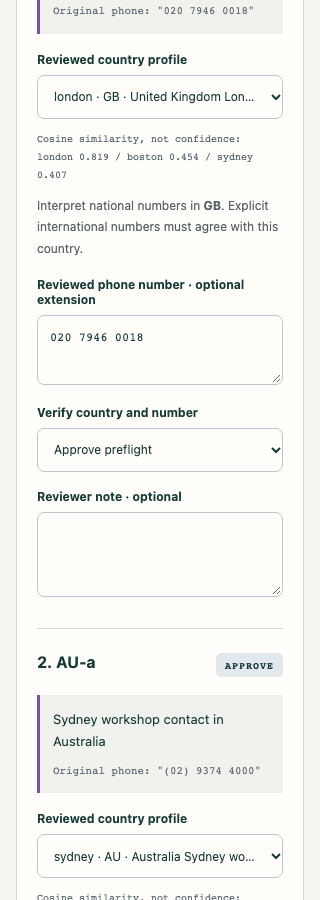 Original phone: "020 7946 0018"
Reviewed country profile
london · GB · United Kingdom Lon...
Cosine similarity, not confidence:
london 0.819 / boston 0.454 / sydney
0.407
Interpret national numbers in GB. Explicit
international numbers must agree with this
country.
Reviewed phone number · optional
extension
020 7946 0018
Verify country and number
Approve preflight
Reviewer note · optional
2. AU-a
APPROVE
Sydney workshop contact in
Australia
Original phone: "(02) 9374 4000"
Reviewed country profile
sydney · AU · Australia Sydney wo...
Cosine similarity, not confidence: